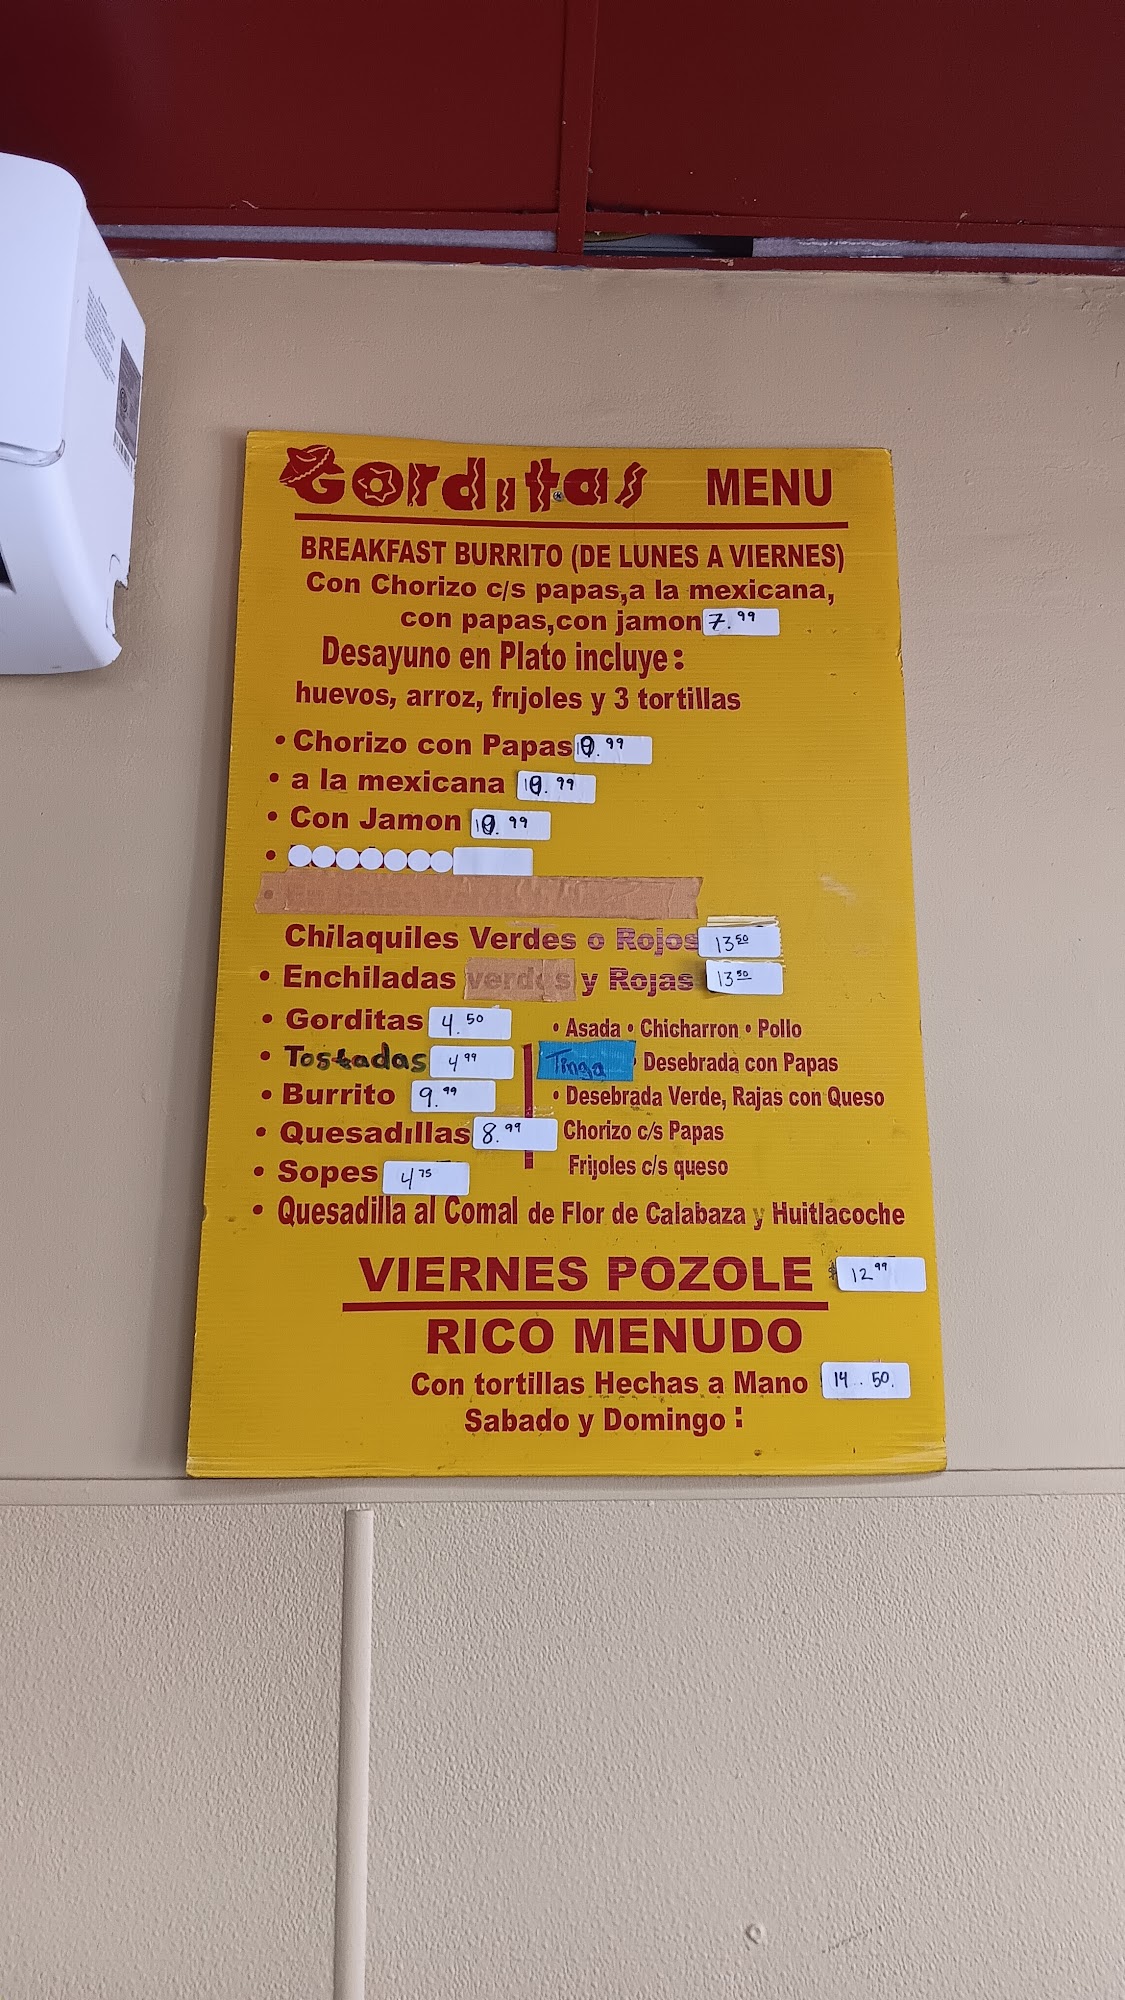 Gorditas MENU
BREAKFAST BURRITO (DE LUNES A VIERNES)
Con Chorizo c/s papas,a la mexicana,
con papas,con jamon 7.99
Desayuno en Plato incluye:
huevos, arroz, frijoles y 3 tortillas
• Chorizo con Papas 10.99
• a la mexicana 10.99
• Con Jamon 10.99
Chilaquiles Verdes o Rojos 13.50
• Enchiladas verdes y Rojas 13.50
• Gorditas 4.50
• Tostadas 4.99
• Burrito 9.99
• Quesadillas 8.99
• Sopes 4.75
• Asada • Chicharron • Pollo
Tinga • Desebrada con Papas
• Desebrada Verde, Rajas con Queso
Chorizo c/s Papas
Frijoles c/s queso
• Quesadilla al Comal de Flor de Calabaza y Huitlacoche
VIERNES POZOLE $12.99
RICO MENUDO
Con tortillas Hechas a Mano 14..50.
Sabado y Domingo: